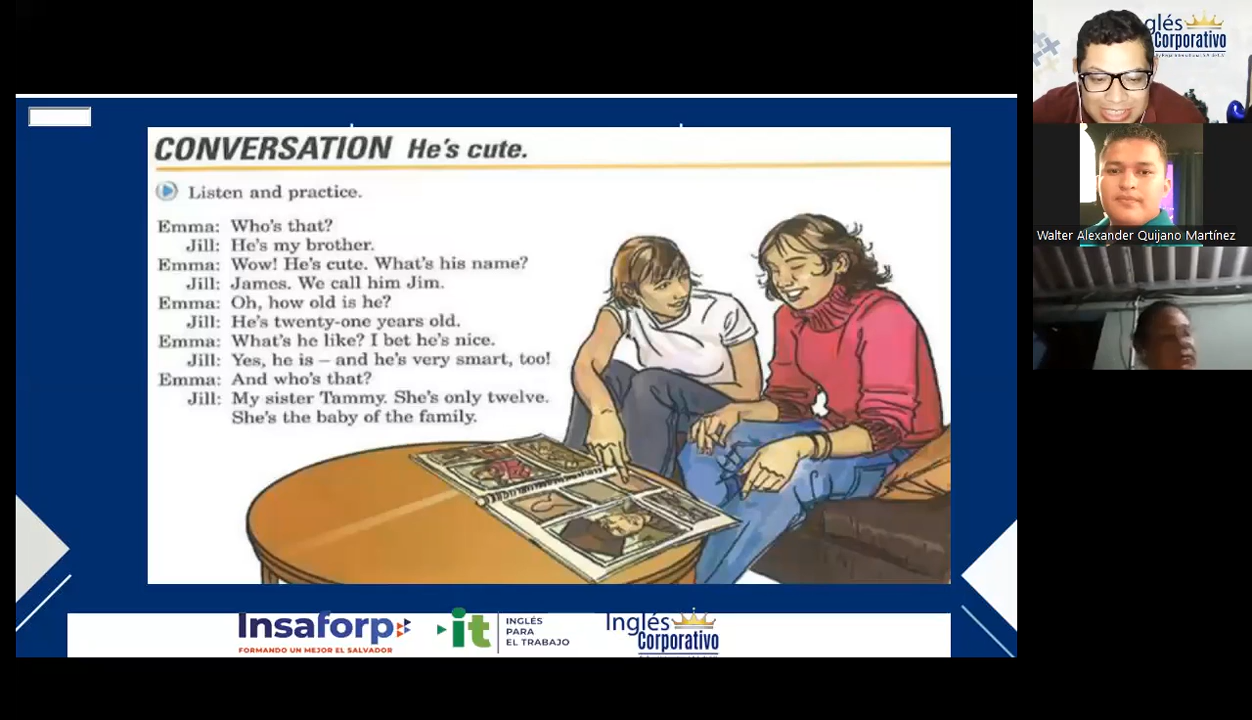 CONVERSATION He's cute.
Listen and practice.
Emma: Who's that?
Jill: He's my brother.
Emma: Wow! He's cute. What's his name?
Jill: James. We call him Jim.
Emma: Oh, how old is he?
Jill: He's twenty-one years old.
Emma: What's he like? I bet he's nice.
Jill: Yes, he is – and he's very smart, too!
Emma: And who's that?
Jill: My sister Tammy. She's only twelve.
She's the baby of the family.
Insaforp
FORMANDO UN MEJOR EL SALVADOR
it
INGLÉS
PARA
EL TRABAJO
Inglés
Corporativo
glés
Corporativo
Walter Alexander Quijano Martínez